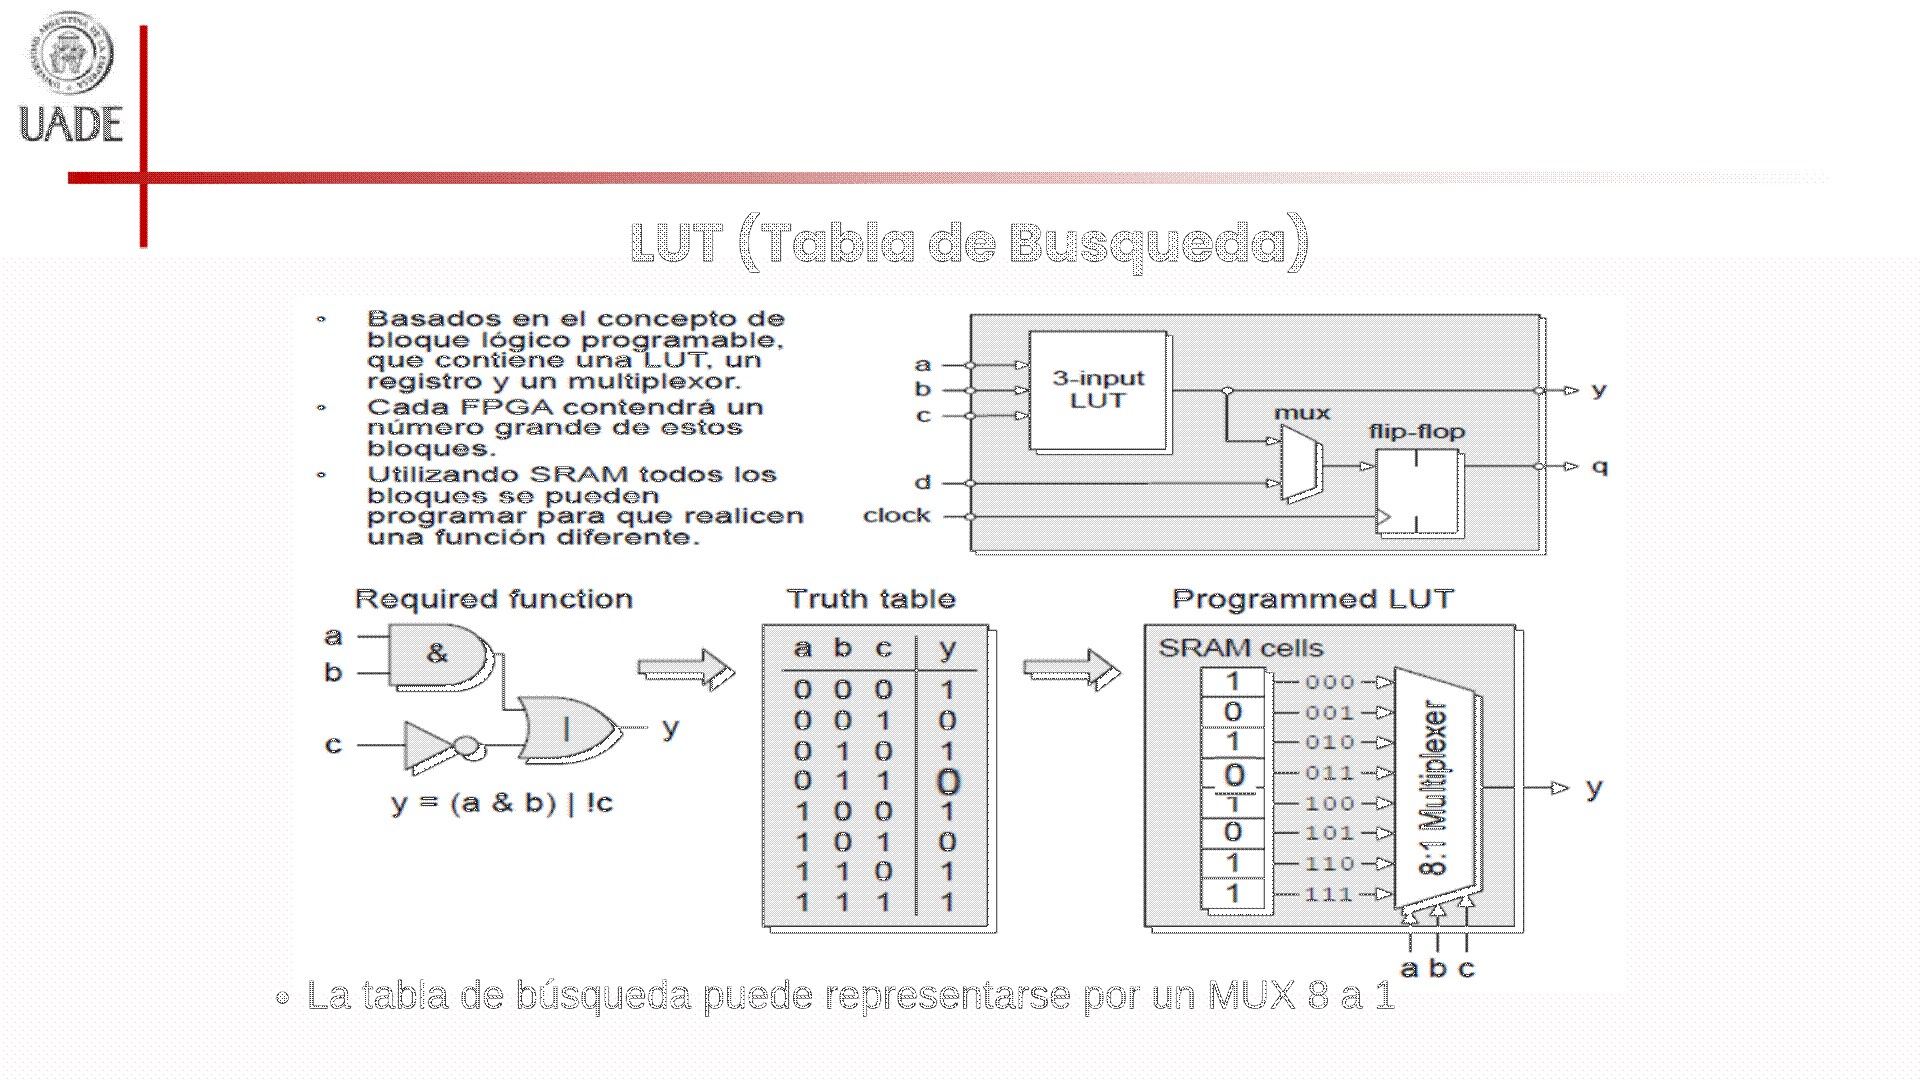 UADE
LUT (Tabla de Busqueda)
• Basados en el concepto de
bloque lógico programable,
que contiene una LUT, un
registro y un multiplexor.
• Cada FPGA contendrá un
número grande de estos
bloques.
• Utilizando SRAM todos los
bloques se pueden
programar para que realicen
una función diferente.
a
b
c
d
clock
3-input
LUT
mux
flip-flop
y
q
Required function
a
b
c
&
|
y
y = (a & b) | !c
Truth table
a b c y
0 0 0 1
0 0 1 0
0 1 0 1
0 1 1 0
1 0 0 1
1 0 1 0
1 1 0 1
1 1 1 1
Programmed LUT
SRAM cells
1 000
0 001
1 010
0 011
1 100
0 101
1 110
1 111
8:1 Multiplexer
y
a b c
• La tabla de búsqueda puede representarse por un MUX 8 a 1